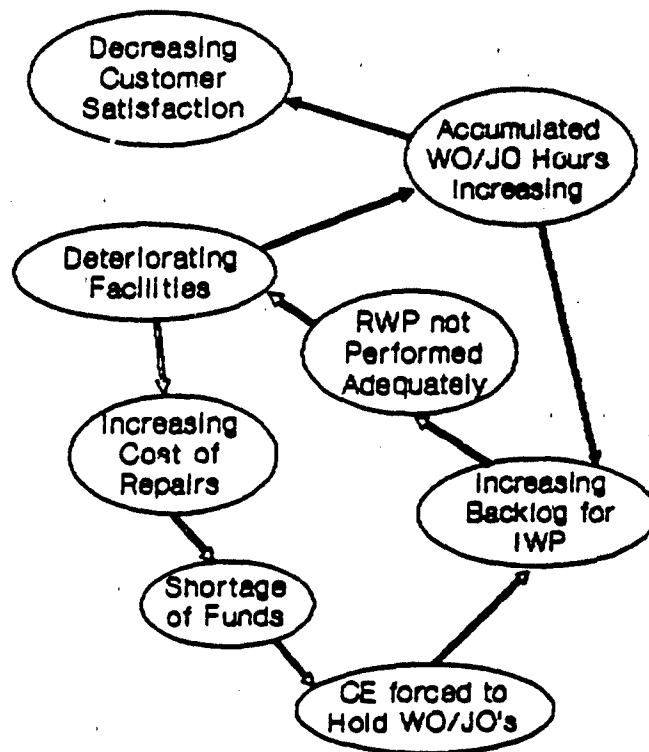 Decreasing
Customer
Satisfaction
Accumulated
WO/JO Hours
Increasing
Deteriorating
Facilities
RWP not
Performed
Adequately
Increasing
Cost of
Repairs
Increasing
Backlog for
IWP
Shortage
of Funds
CE forced to
Hold WO/JO's